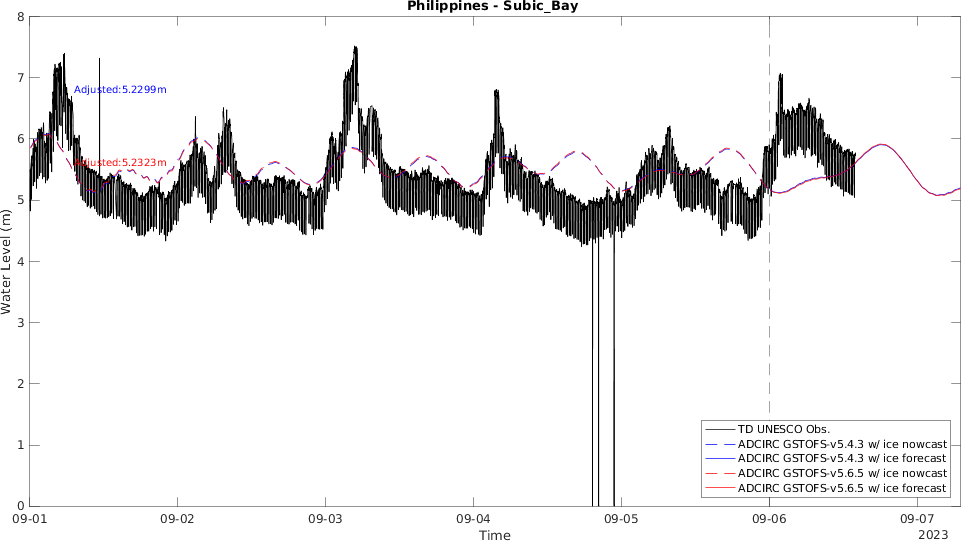 Philippines - Subic_Bay
8
7
6
5
4
3
2
1
0
Water Level (m)
Adjusted:5.2299m
Adjusted:5.2323m
TD UNESCO Obs.
ADCIRC GSTOFS-v5.4.3 w/ ice nowcast
ADCIRC GSTOFS-v5.4.3 w/ ice forecast
ADCIRC GSTOFS-v5.6.5 w/ ice nowcast
ADCIRC GSTOFS-v5.6.5 w/ ice forecast
09-01 09-02 09-03 09-04 09-05 09-06 09-07
Time
2023